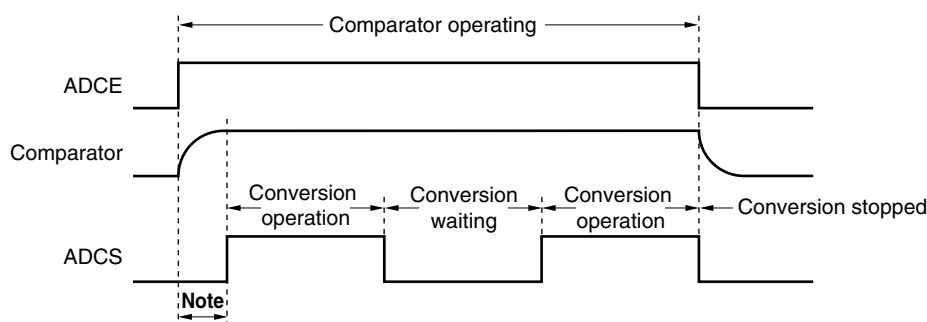 Comparator operating
ADCE
Comparator
Conversion
operation
Conversion
waiting
Conversion
operation
Conversion stopped
ADCS
Note